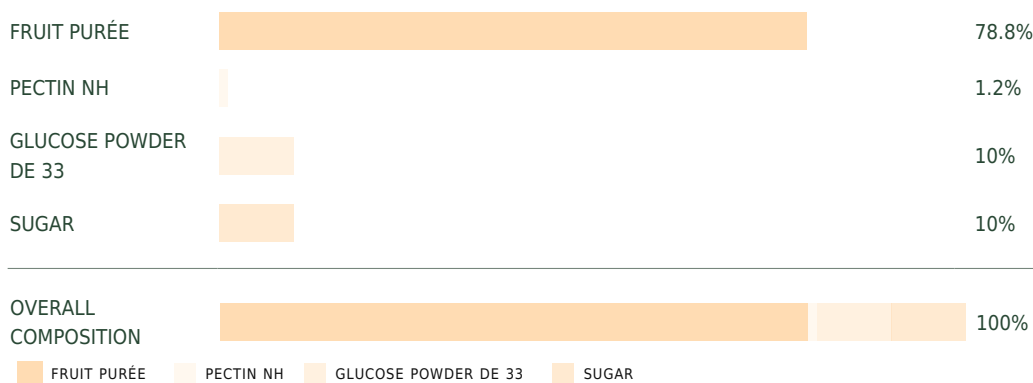 FRUIT PURÉE 78.8%
PECTIN NH 1.2%
GLUCOSE POWDER
DE 33 10%
SUGAR 10%
OVERALL
COMPOSITION 100%
FRUIT PURÉE PECTIN NH GLUCOSE POWDER DE 33 SUGAR